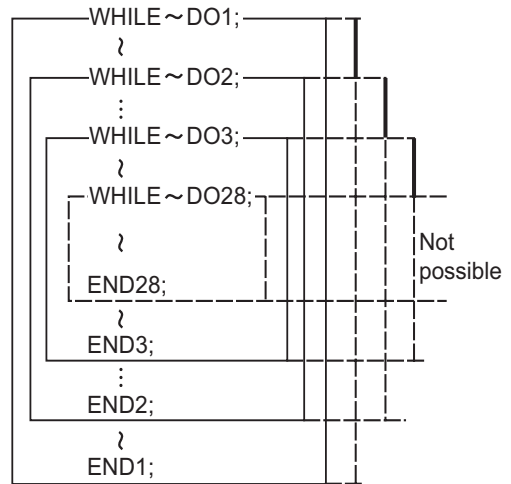 WHILE～DO1;
～
WHILE～DO2;
⋮
WHILE～DO3;
～
WHILE～DO28;
～
Not
possible
END28;
～
END3;
⋮
END2;
～
END1;